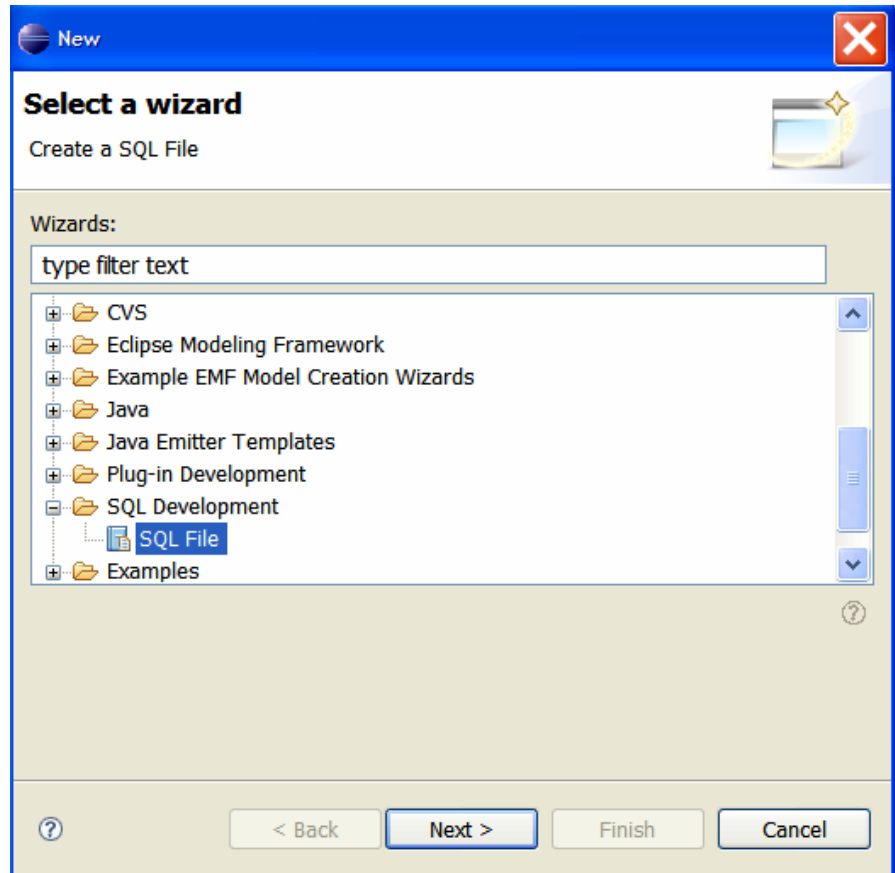 New
Select a wizard
Create a SQL File
Wizards:
type filter text
CVS
Eclipse Modeling Framework
Example EMF Model Creation Wizards
Java
Java Emitter Templates
Plug-in Development
SQL Development
SQL File
Examples
?
? < Back Next > Finish Cancel